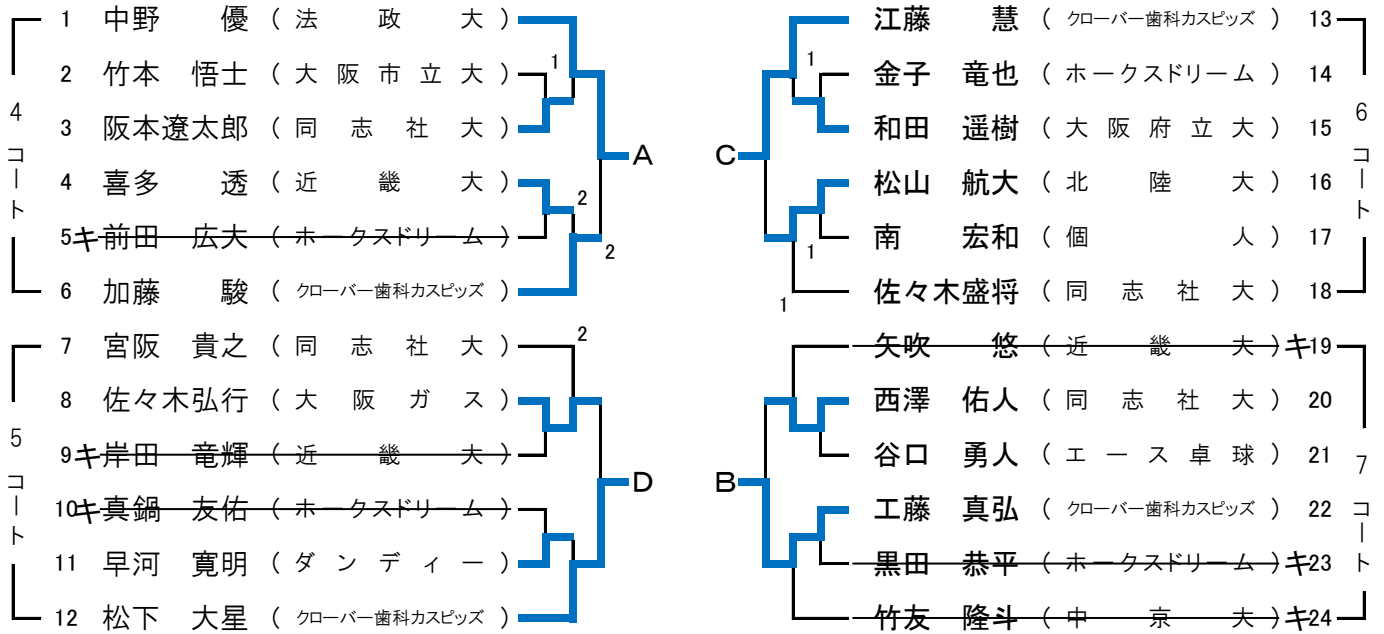 1 中野 優 ( 法 政 大 )
2 竹本 悟士 ( 大 阪 市 立 大 )
3 阪本遼太郎 ( 同 志 社 大 )
4 喜多 透 ( 近 畿 大 )
5キ 前田 広大 ( ホークスドリーム )
6 加藤 駿 ( クローバー歯科カスピッズ )
4コート
1
2
2
A
7 宮阪 貴之 ( 同 志 社 大 )
8 佐々木弘行 ( 大 阪 ガ ス )
9キ 岸田 竜輝 ( 近 畿 大 )
10キ 真鍋 友佑 ( ホークスドリーム )
11 早河 寛明 ( ダ ン デ ィ ー )
12 松下 大星 ( クローバー歯科カスピッズ )
5コート
2
D
江藤 慧 ( クローバー歯科カスピッズ ) 13
金子 竜也 ( ホークスドリーム ) 14
和田 遥樹 ( 大 阪 府 立 大 ) 15
松山 航大 ( 北 陸 大 ) 16
南 宏和 ( 個 人 ) 17
佐々木盛将 ( 同 志 社 大 ) 18
6コート
1
1
1
C
矢吹 悠 ( 近 畿 大 ) キ19
西澤 佑人 ( 同 志 社 大 ) 20
谷口 勇人 ( エ ー ス 卓 球 ) 21
工藤 真弘 ( クローバー歯科カスピッズ ) 22
黒田 恭平 ( ホークスドリーム ) キ23
竹友 隆斗 ( 中 京 大 ) キ24
7コート
B